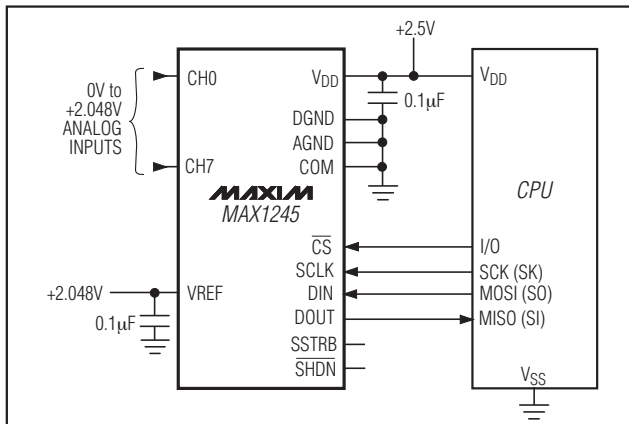 +2.5V
CH0
VDD
VDD
0V to
+2.048V
ANALOG
INPUTS
0.1µF
DGND
AGND
COM
CH7
CPU
MAXIM
MAX1245
CS
I/O
SCLK
SCK (SK)
+2.048V
VREF
DIN
MOSI (SO)
0.1µF
DOUT
MISO (SI)
SSTRB
SHDN
VSS